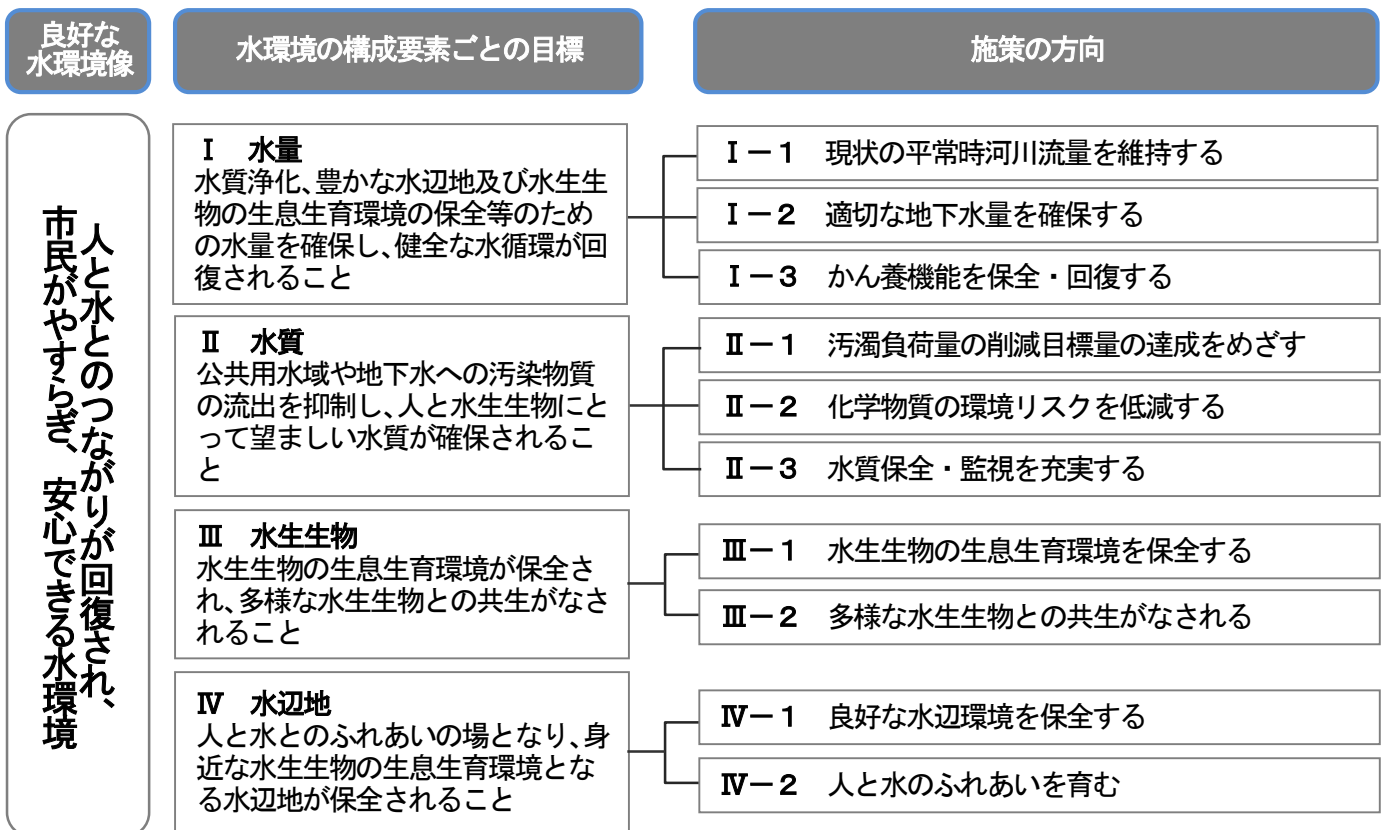 良好な
水環境像
水環境の構成要素ごとの目標
施策の方向
人と水とのつながりが回復され、
市民がやすらぎ、安心できる水環境
Ⅰ　水量
水質浄化、豊かな水辺地及び水生生
物の生息生育環境の保全等のため
の水量を確保し、健全な水循環が回
復されること
Ⅰ－１　現状の平常時河川流量を維持する
Ⅰ－２　適切な地下水量を確保する
Ⅰ－３　かん養機能を保全・回復する
Ⅱ　水質
公共用水域や地下水への汚染物質
の流出を抑制し、人と水生生物にと
って望ましい水質が確保されるこ
と
Ⅱ－１　汚濁負荷量の削減目標量の達成をめざす
Ⅱ－２　化学物質の環境リスクを低減する
Ⅱ－３　水質保全・監視を充実する
Ⅲ　水生生物
水生生物の生息生育環境が保全さ
れ、多様な水生生物との共生がなさ
れること
Ⅲ－１　水生生物の生息生育環境を保全する
Ⅲ－２　多様な水生生物との共生がなされる
Ⅳ　水辺地
人と水とのふれあいの場となり、身
近な水生生物の生息生育環境とな
る水辺地が保全されること
Ⅳ－１　良好な水辺環境を保全する
Ⅳ－２　人と水のふれあいを育む